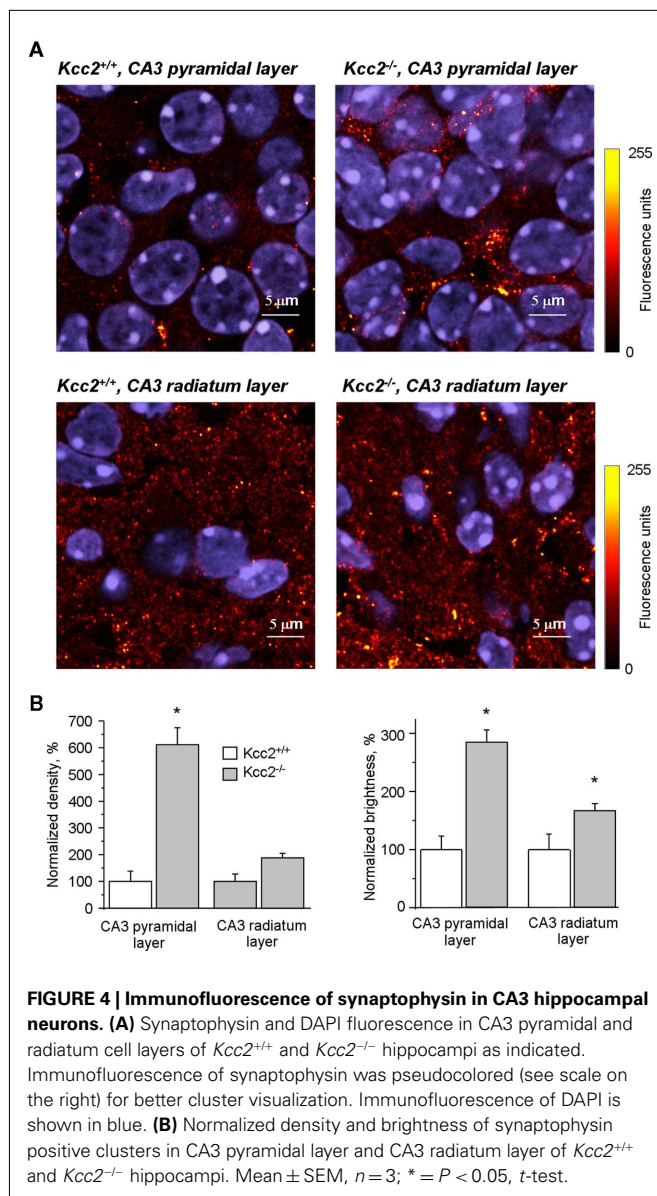 A
Kcc2+/+, CA3 pyramidal layer
Kcc2-/-, CA3 pyramidal layer
5 μm
5 μm
255
Fluorescence units
0
Kcc2+/+, CA3 radiatum layer
Kcc2-/-, CA3 radiatum layer
5 μm
5 μm
255
Fluorescence units
0
B
Normalized density, %
700
600
500
400
300
200
100
0
*
Kcc2+/+
Kcc2-/-
CA3 pyramidal layer
CA3 radiatum layer
Normalized brightness, %
300
200
100
0
*
*
CA3 pyramidal layer
CA3 radiatum layer
FIGURE 4 | Immunofluorescence of synaptophysin in CA3 hippocampal
neurons. (A) Synaptophysin and DAPI fluorescence in CA3 pyramidal and
radiatum cell layers of Kcc2+/+ and Kcc2−/− hippocampi as indicated.
Immunofluorescence of synaptophysin was pseudocolored (see scale on
the right) for better cluster visualization. Immunofluorescence of DAPI is
shown in blue. (B) Normalized density and brightness of synaptophysin
positive clusters in CA3 pyramidal layer and CA3 radiatum layer of Kcc2+/+
and Kcc2−/− hippocampi. Mean ± SEM, n = 3; * = P < 0.05, t-test.